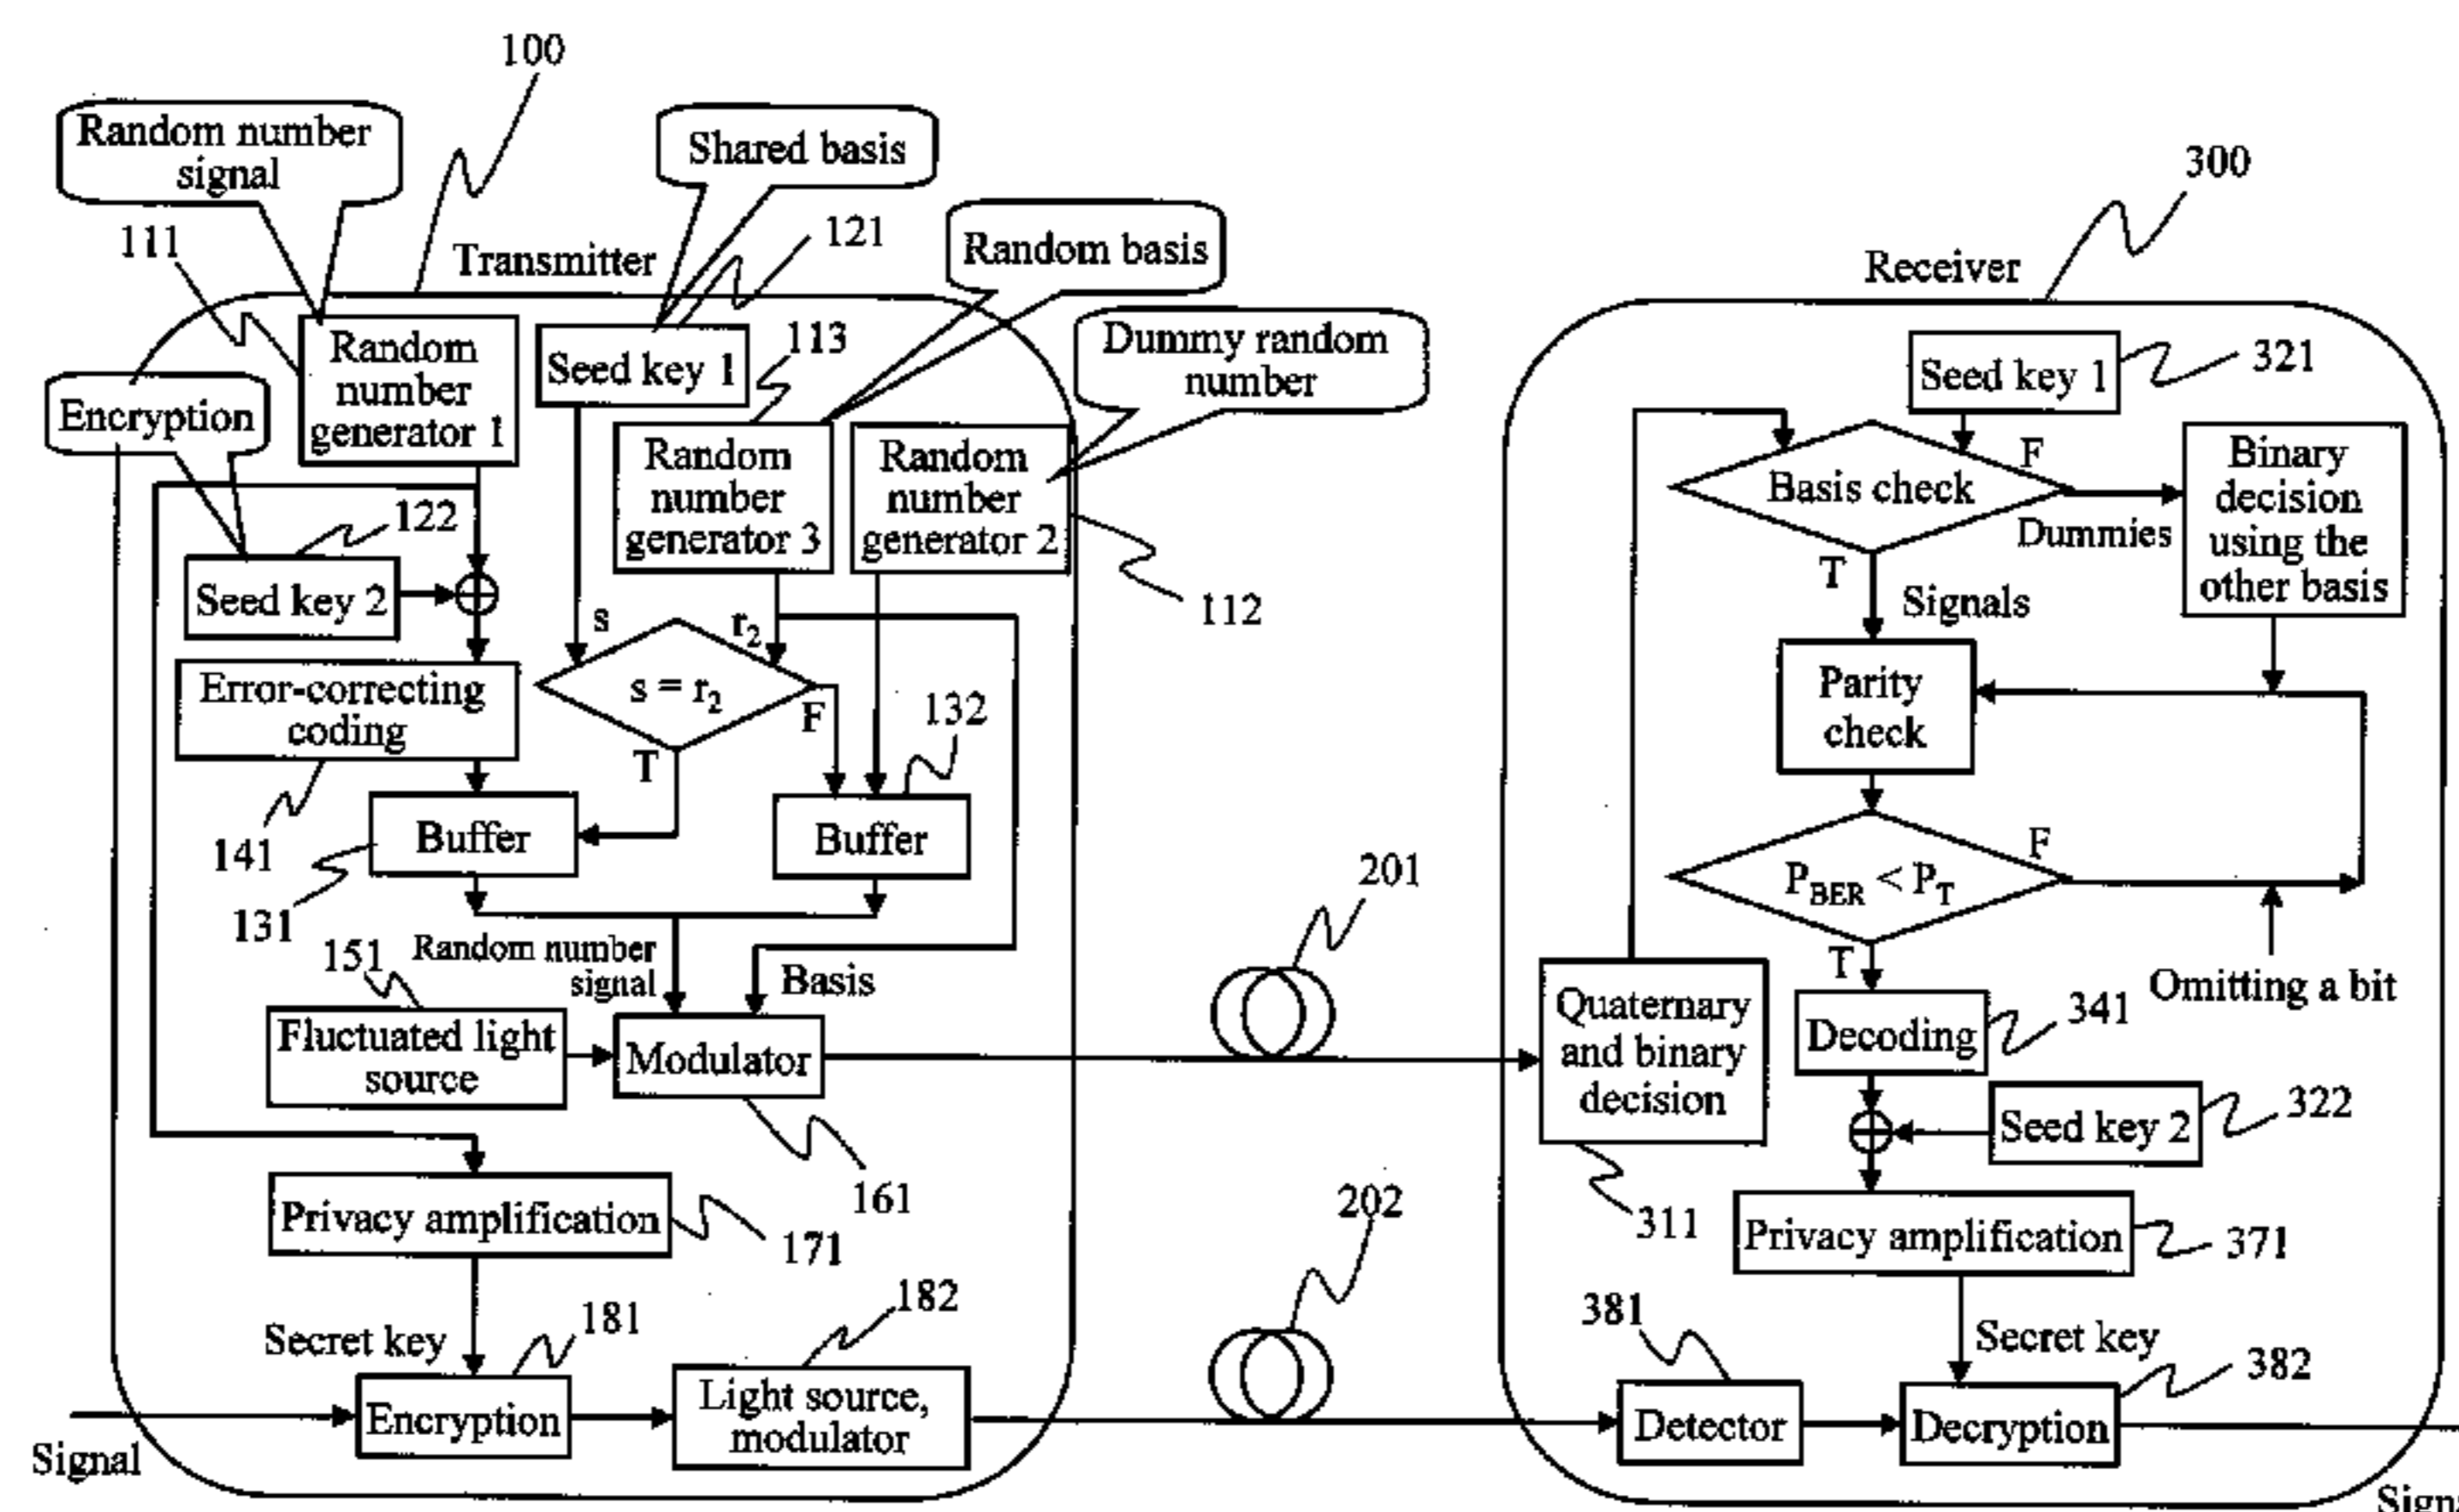 100
Random number
signal
Shared basis
111
Transmitter
121
Random basis
Random
number
generator 1
Seed key 1
113
Dummy random
number
Encryption
122
Seed key 2
Random
number
generator 3
Random
number
generator 2
112
s
r2
s = r2
F
T
Error-correcting
coding
141
132
Buffer
131
Buffer
Random number
signal
Basis
151
Fluctuated light
source
Modulator
161
Privacy amplification
171
Secret key
181
182
Signal
Encryption
Light source,
modulator
201
202
300
Receiver
Seed key 1
321
Basis check
F
Dummies
Binary
decision
using the
other basis
T
Signals
Parity
check
PBER < PT
F
T
Omitting a bit
Quaternary
and binary
decision
311
Decoding
341
Seed key 2
322
Privacy amplification
371
Secret key
381
382
Detector
Decryption